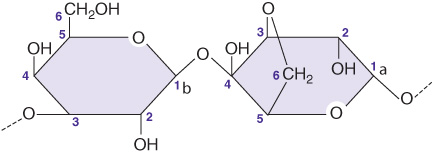 6 CH₂OH
O
5 O 3 2
OH O OH
4 6 CH₂ OH 1 a
1 b 4
O 3 2 5 O O
OH